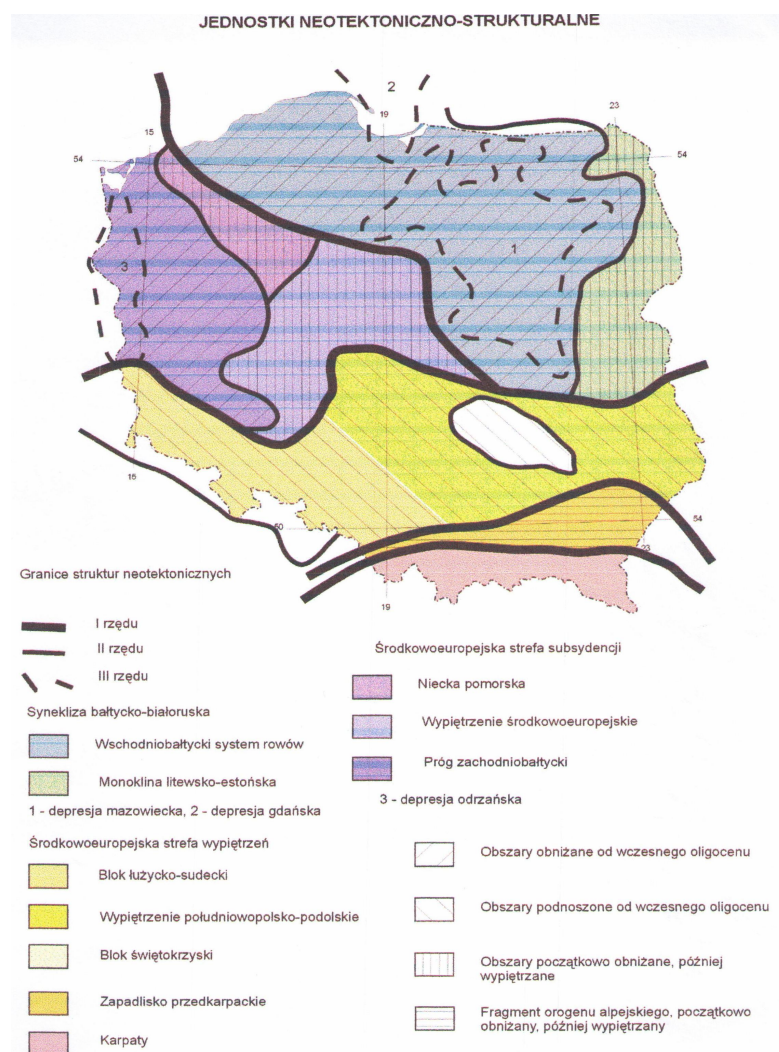 JEDNOSTKI NEOTEKTONICZNO-STRUKTURALNE
2
19
23
15
54
54
1
3
15
50
54
23
19
Granice struktur neotektonicznych
I rzędu
II rzędu
III rzędu
Synekliza bałtycko-białoruska
Wschodniobałtycki system rowów
Monoklina litewsko-estońska
1 - depresja mazowiecka, 2 - depresja gdańska
Środkowoeuropejska strefa wypiętrzeń
Blok łużycko-sudecki
Wypiętrzenie południowopolsko-podolskie
Blok świętokrzyski
Zapadlisko przedkarpackie
Karpaty
Środkowoeuropejska strefa subsydencji
Niecka pomorska
Wypiętrzenie środkowoeuropejskie
Próg zachodniobałtycki
3 - depresja odrzańska
Obszary obniżane od wczesnego oligocenu
Obszary podnoszone od wczesnego oligocenu
Obszary początkowo obniżane, później
wypiętrzane
Fragment orogenu alpejskiego, początkowo
obniżany, później wypiętrzany